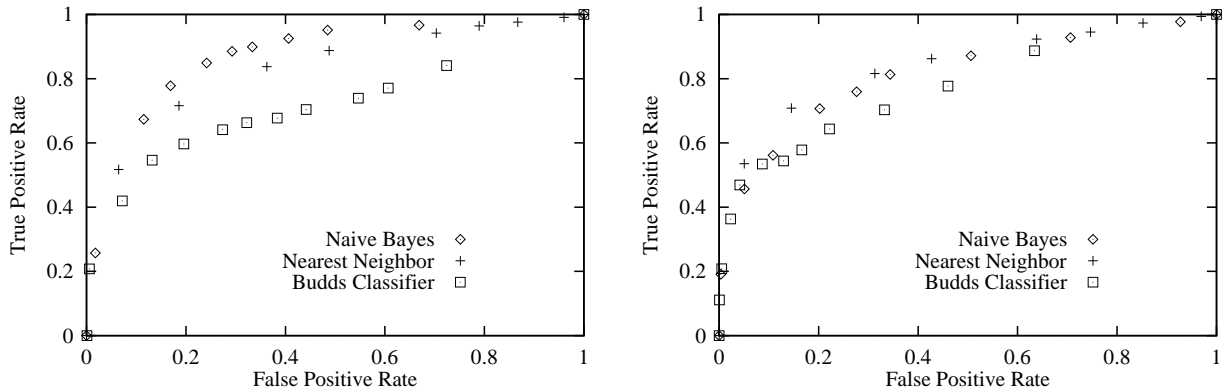 True Positive Rate
1
0.8
0.6
0.4
0.2
0
Naive Bayes
Nearest Neighbor
Budds Classifier
0
0.2
0.4
0.6
0.8
1
False Positive Rate
True Positive Rate
1
0.8
0.6
0.4
0.2
0
Naive Bayes
Nearest Neighbor
Budds Classifier
0
0.2
0.4
0.6
0.8
1
False Positive Rate